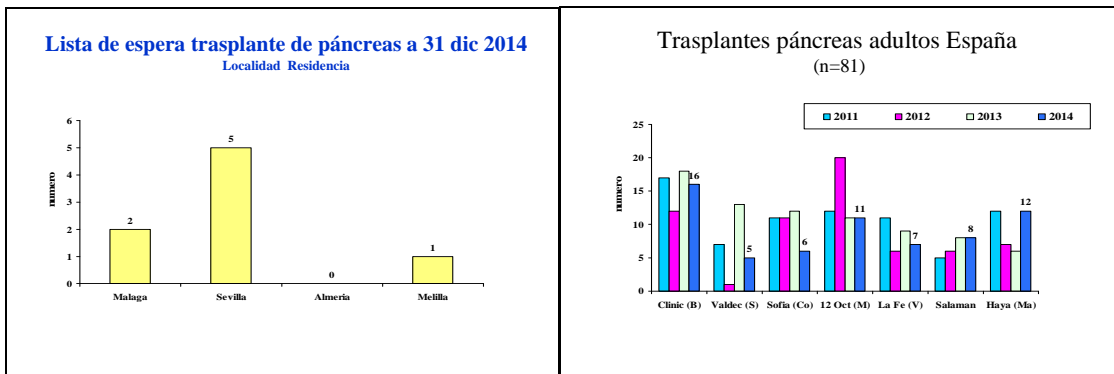 Lista de espera trasplante de páncreas a 31 dic 2014
Localidad Residencia
numero
6
5
4
3
2
1
0
2
5
0
1
Malaga Sevilla Almeria Melilla
Trasplantes páncreas adultos España
(n=81)
2011 2012 2013 2014
numero
25
20
15
10
5
0
16
5
6
11
7
8
12
Clinic (B) Valdec (S) Sofia (Co) 12 Oct (M) La Fe (V) Salaman Haya (Ma)